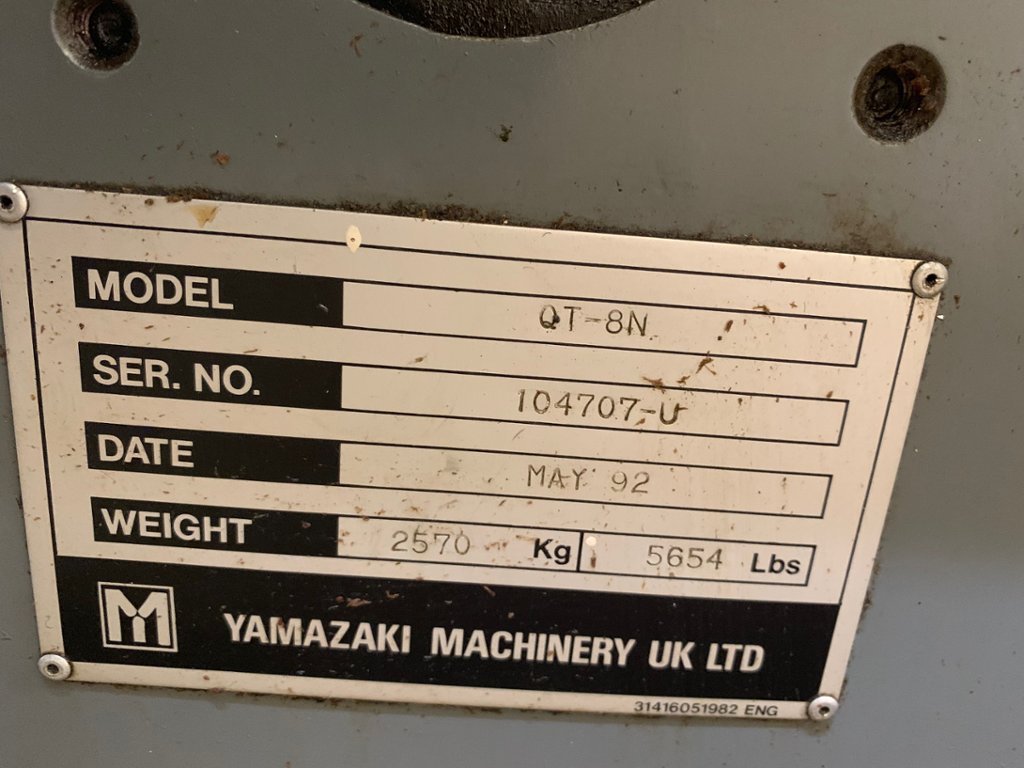 MODEL QT-8N
SER. NO. 104707-U
DATE MAY 92
WEIGHT 2570 Kg 5654 Lbs
M YAMAZAKI MACHINERY UK LTD
31416051982 ENG